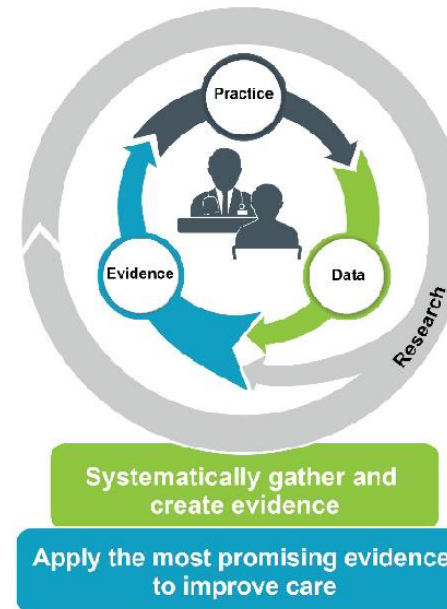 Practice
Evidence
Data
Research
Systematically gather and
create evidence
Apply the most promising evidence
to improve care